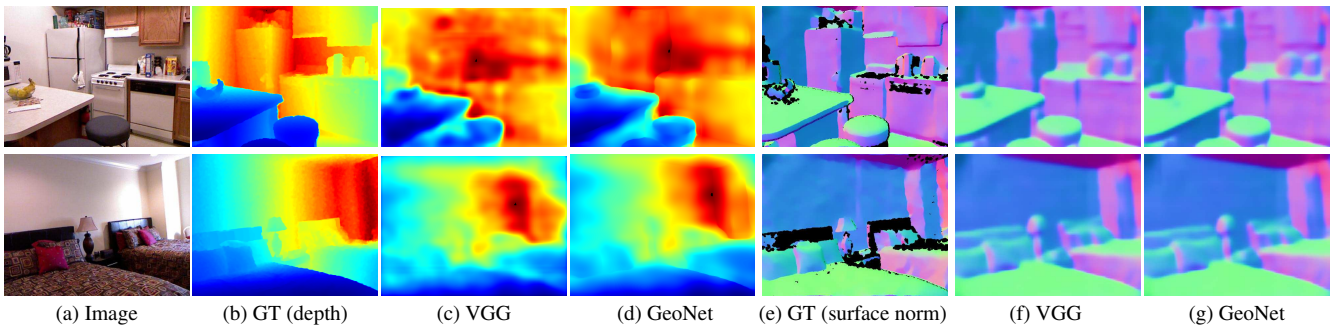 (a) Image
(b) GT (depth)
(c) VGG
(d) GeoNet
(e) GT (surface norm)
(f) VGG
(g) GeoNet